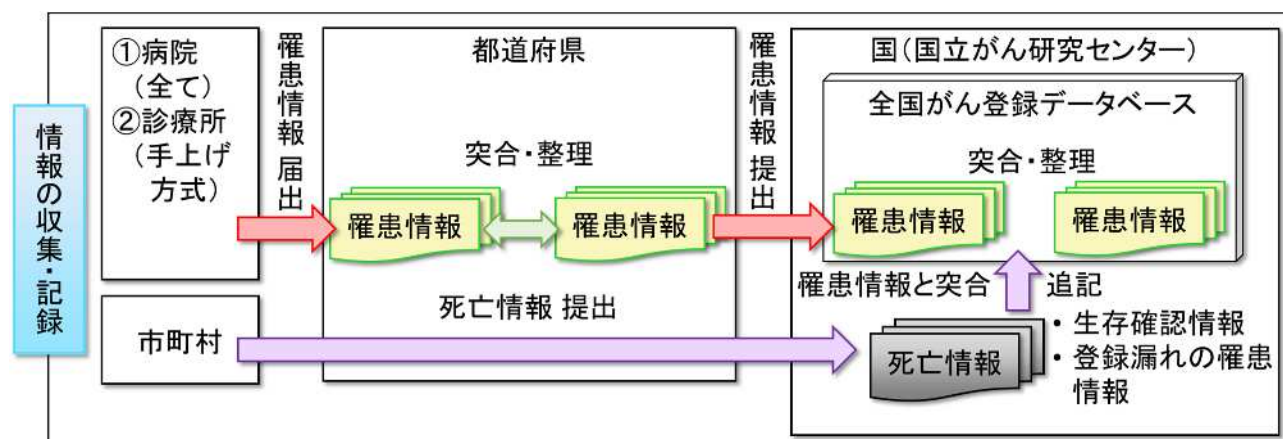 情報の収集・記録
①病院
（全て）
②診療所
（手上げ
方式）
市町村
罹患情報 届出
都道府県
突合・整理
罹患情報
罹患情報
死亡情報 提出
罹患情報 提出
国（国立がん研究センター）
全国がん登録データベース
突合・整理
罹患情報
罹患情報
罹患情報と突合
追記
死亡情報
・生存確認情報
・登録漏れの罹患
情報